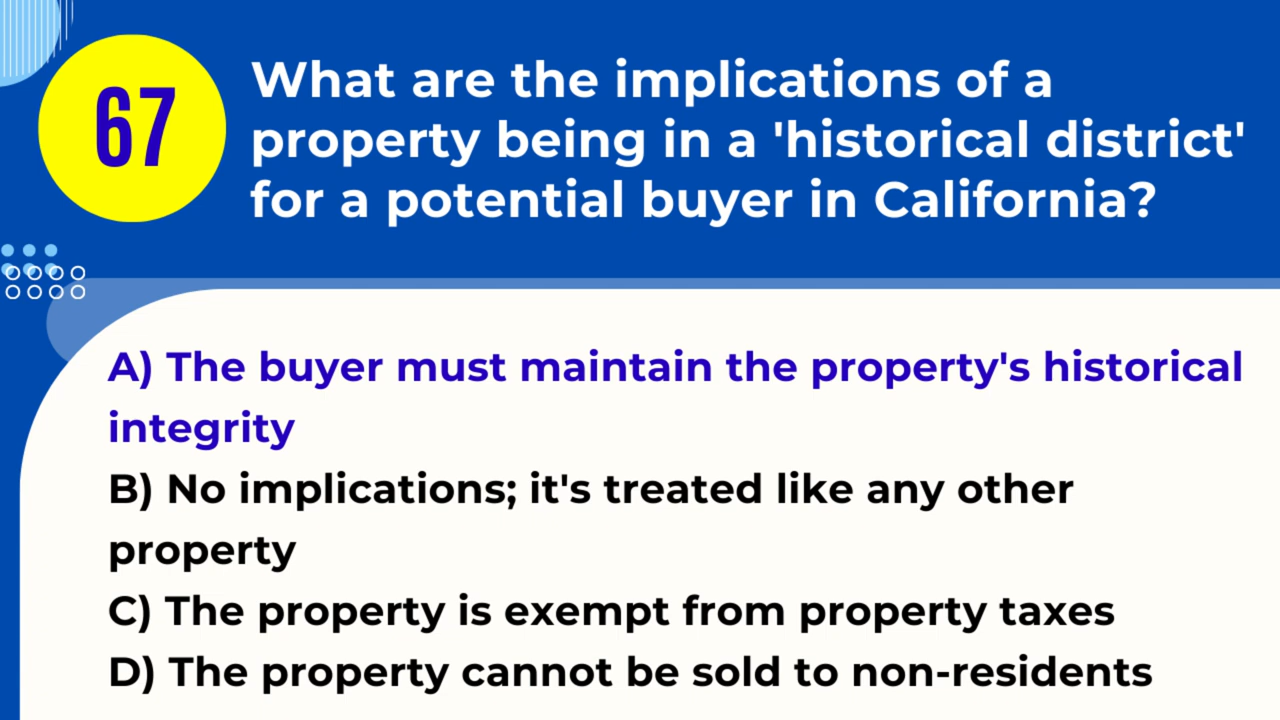 67
What are the implications of a
property being in a 'historical district'
for a potential buyer in California?
A) The buyer must maintain the property's historical
integrity
B) No implications; it's treated like any other
property
C) The property is exempt from property taxes
D) The property cannot be sold to non-residents